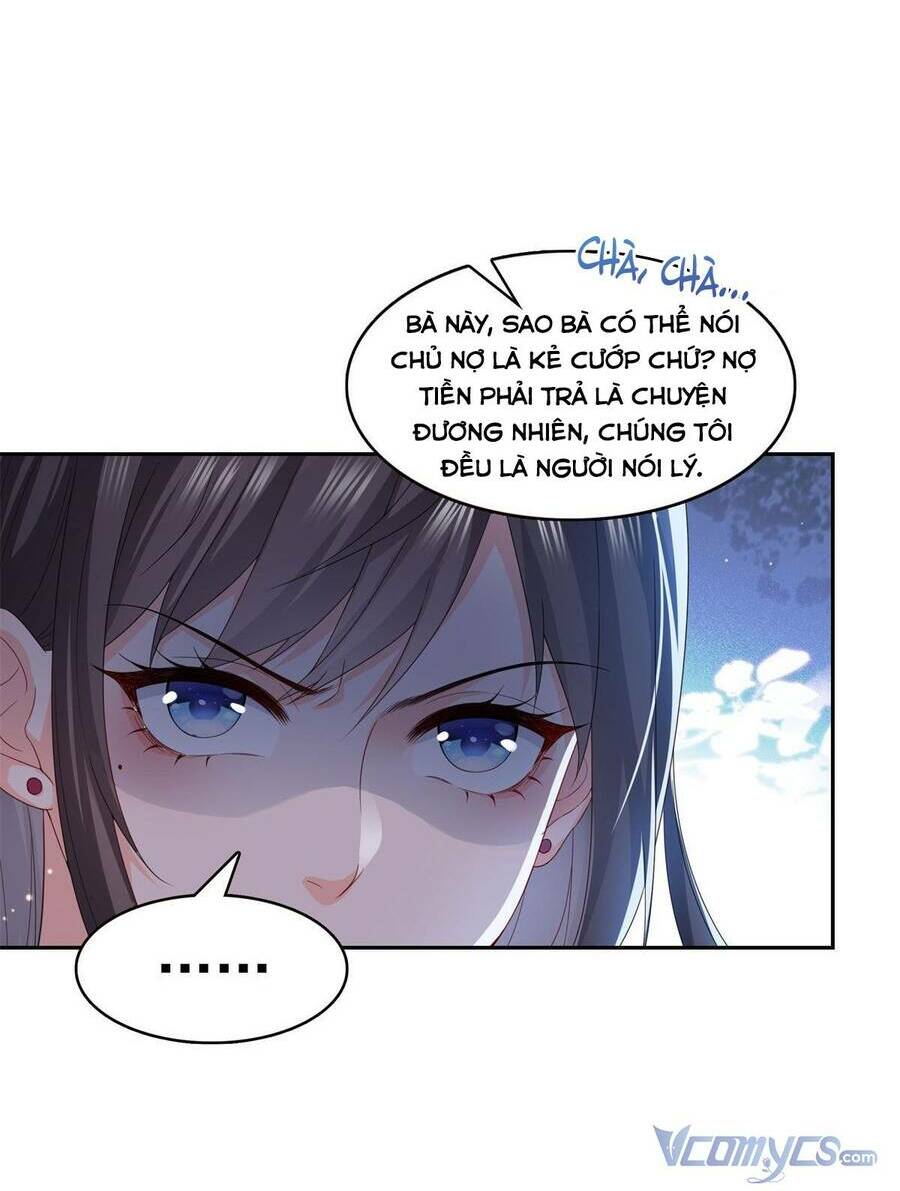 CHÀ, CHÀ....
BÀ NÀY, SAO BÀ CÓ THỂ NÓI
CHỦ NỢ LÀ KẺ CƯỚP CHỨ? NỢ
TIỀN PHẢI TRẢ LÀ CHUYỆN
ĐƯƠNG NHIÊN, CHÚNG TÔI
ĐỀU LÀ NGƯỜI NÓI LÝ.
......
VCOMYCS.com